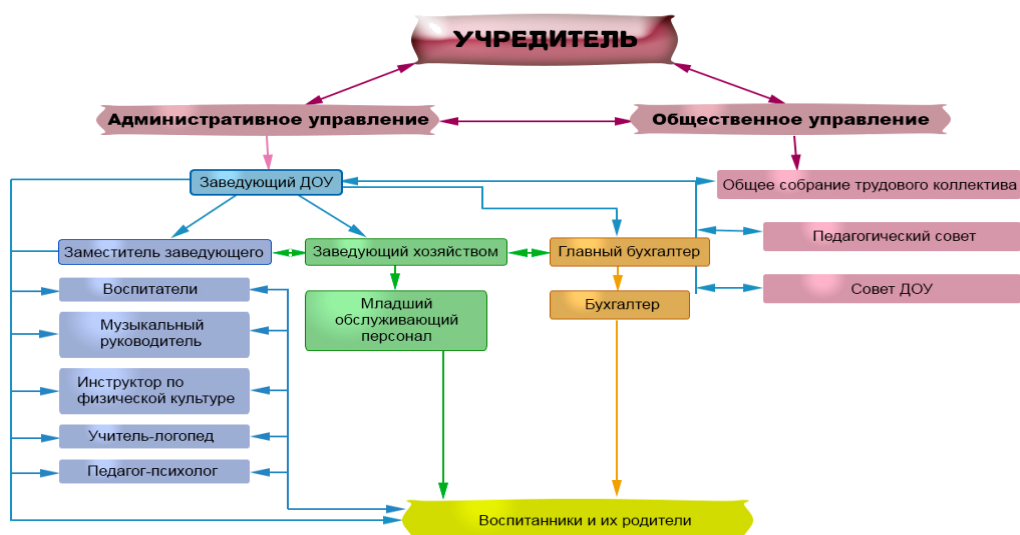 УЧРЕДИТЕЛЬ
Административное управление
Общественное управление
Заведующий ДОУ
Общее собрание трудового коллектива
Заместитель заведующего
Заведующий хозяйством
Главный бухгалтер
Педагогический совет
Воспитатели
Младший
обслуживающий
персонал
Бухгалтер
Совет ДОУ
Музыкальный
руководитель
Инструктор по
физической культуре
Учитель-логопед
Педагог-психолог
Воспитанники и их родители